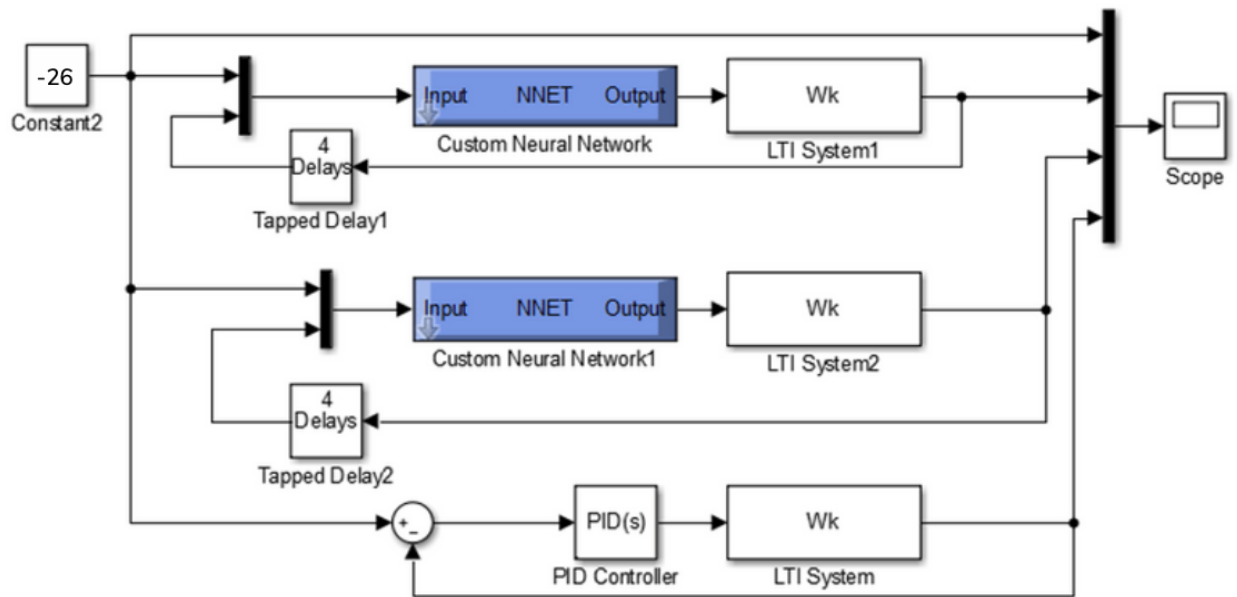 -26
Constant2
Input NNET Output
Custom Neural Network
Wk
LTI System1
4
Delays
Tapped Delay1
Scope
Input NNET Output
Custom Neural Network1
Wk
LTI System2
4
Delays
Tapped Delay2
+
-
PID(s)
PID Controller
Wk
LTI System